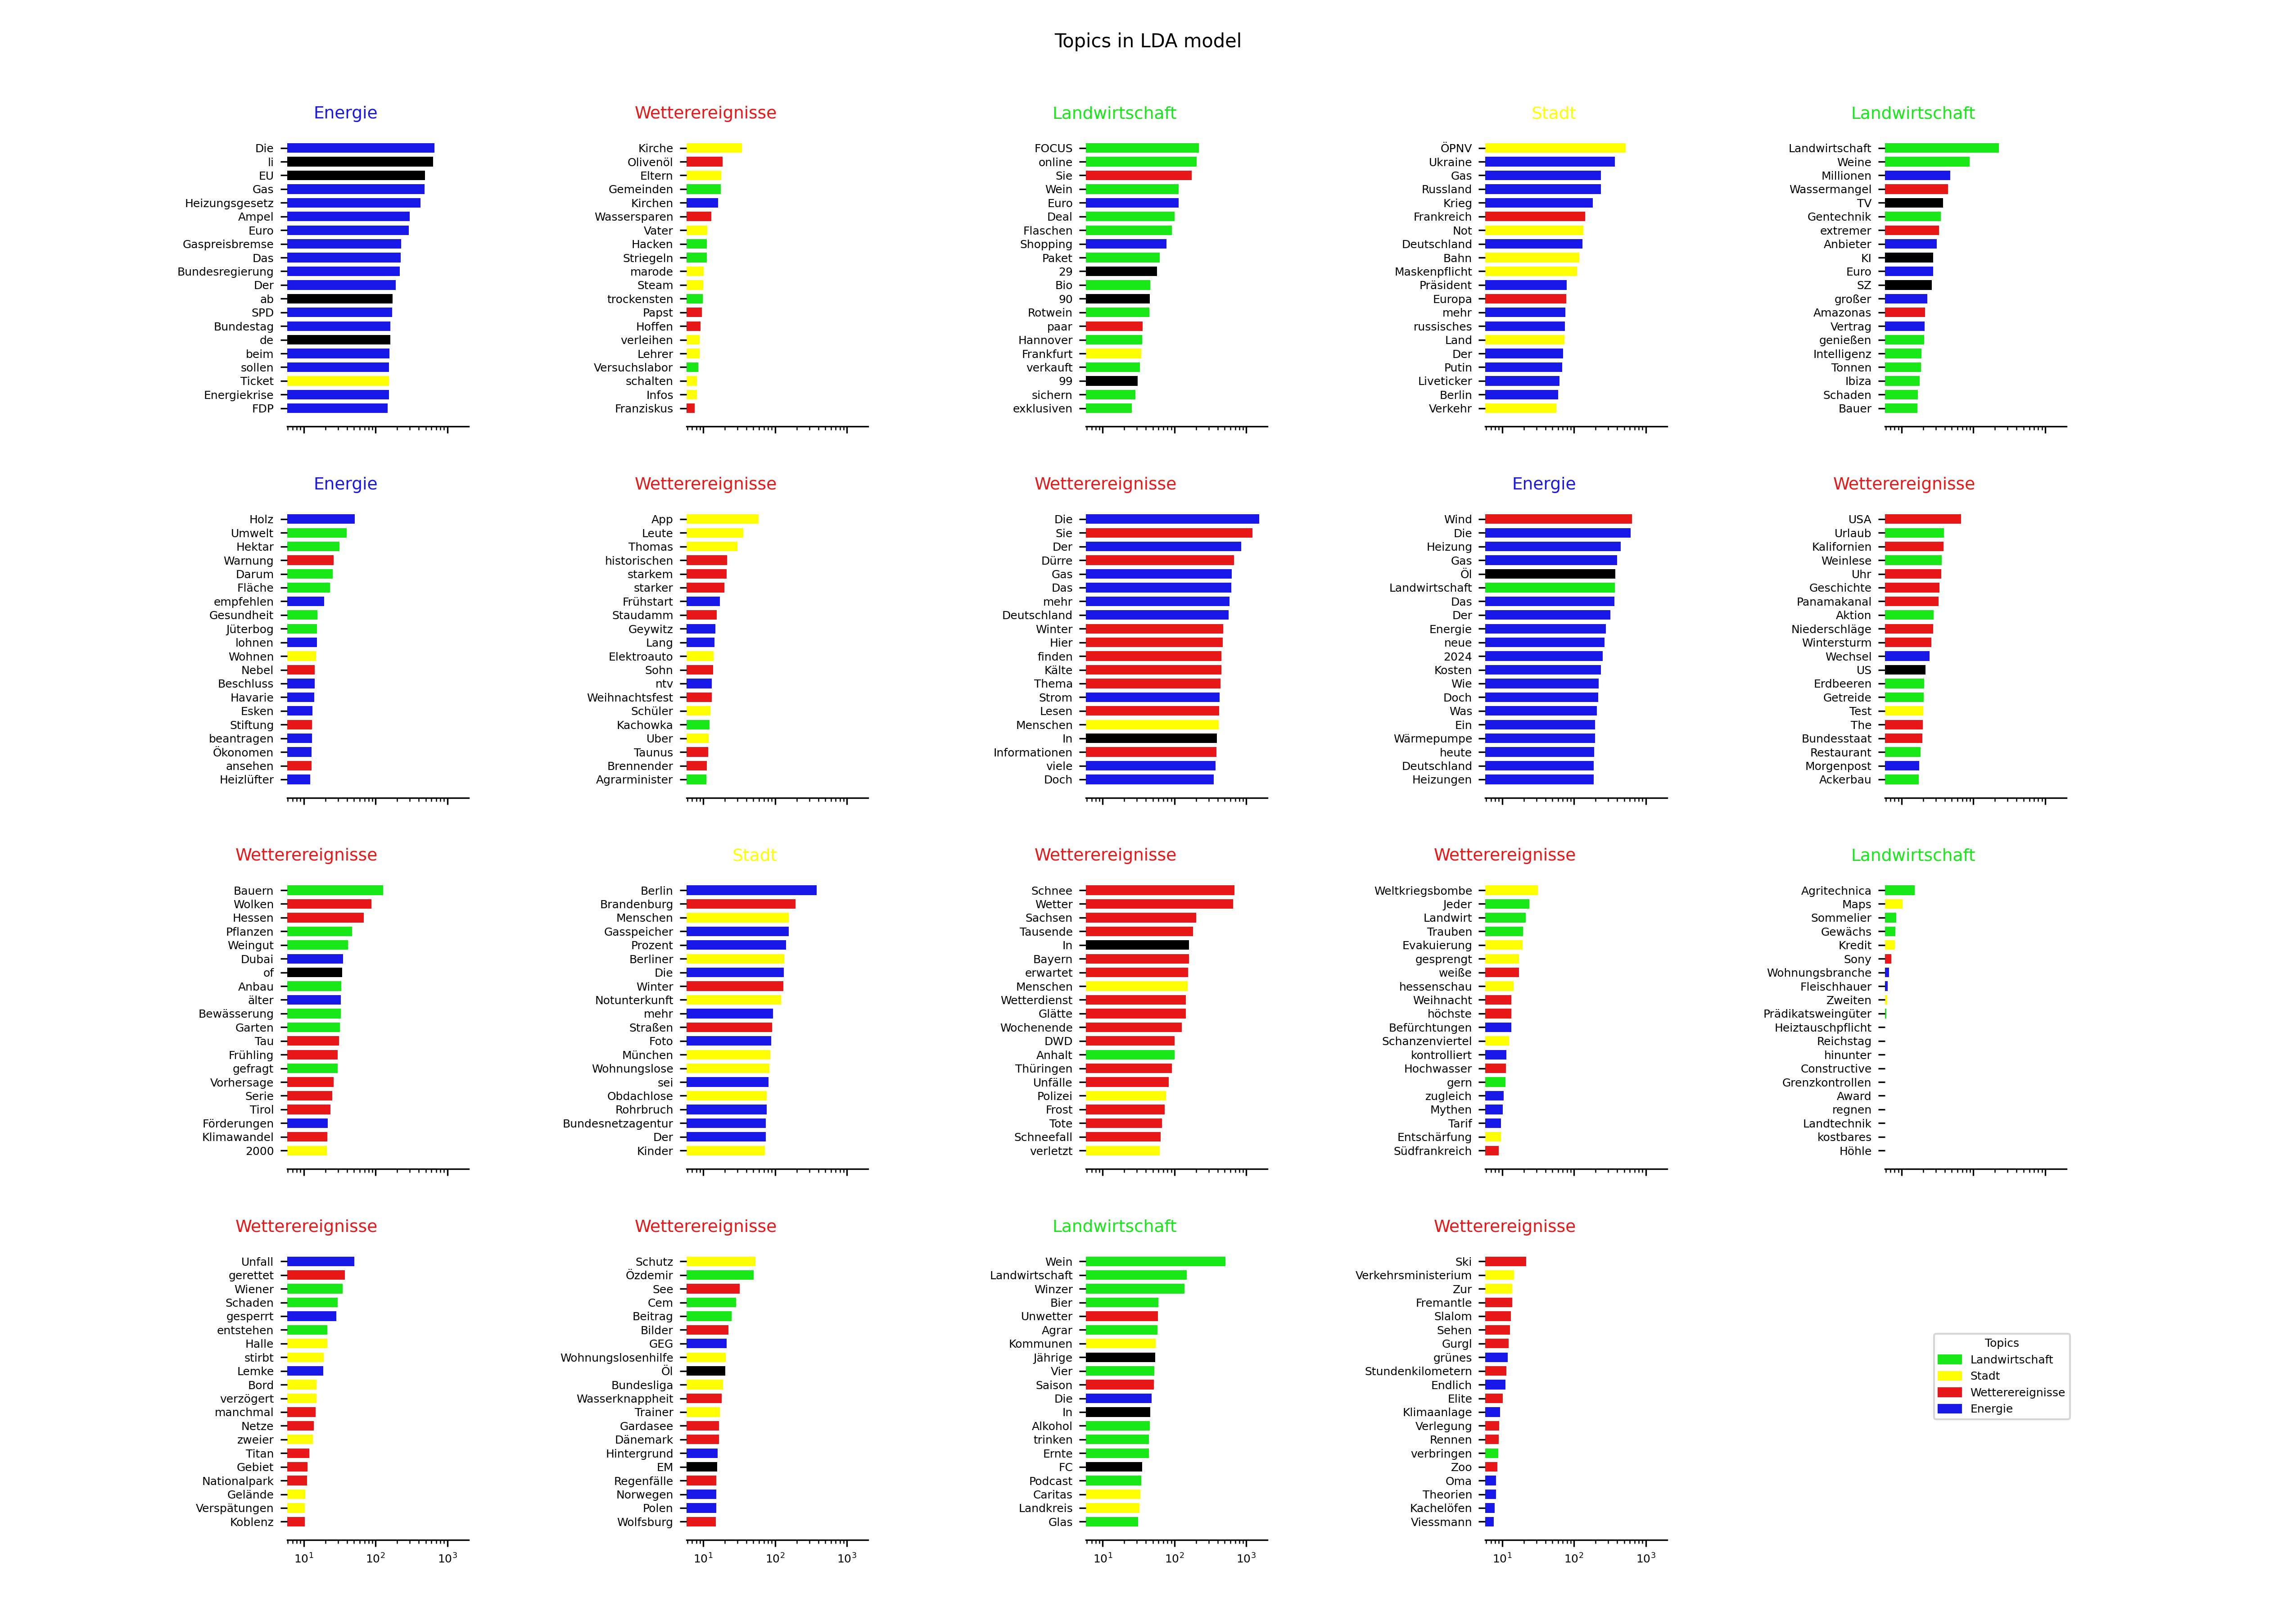 Topics in LDA model
Energie
Die
li
EU
Gas
Heizungsgesetz
Ampel
Euro
Gaspreisbremse
Das
Bundesregierung
Der
ab
SPD
Bundestag
de
beim
sollen
Ticket
Energiekrise
FDP
Wetterereignisse
Kirche
Olivenöl
Eltern
Gemeinden
Kirchen
Wassersparen
Vater
Hacken
Striegeln
marode
Steam
trockensten
Papst
Hoffen
verleihen
Lehrer
Versuchslabor
schalten
Infos
Franziskus
Landwirtschaft
FOCUS
online
Sie
Wein
Euro
Deal
Flaschen
Shopping
Paket
29
Bio
90
Rotwein
paar
Hannover
Frankfurt
verkauft
99
sichern
exklusiven
Stadt
ÖPNV
Ukraine
Gas
Russland
Krieg
Frankreich
Not
Deutschland
Bahn
Maskenpflicht
Präsident
Europa
mehr
russisches
Land
Der
Putin
Liveticker
Berlin
Verkehr
Landwirtschaft
Landwirtschaft
Weine
Millionen
Wassermangel
TV
Gentechnik
extremer
Anbieter
KI
Euro
SZ
großer
Amazonas
Vertrag
genießen
Intelligenz
Tonnen
Ibiza
Schaden
Bauer
Energie
Holz
Umwelt
Hektar
Warnung
Darum
Fläche
empfehlen
Gesundheit
Jüterbog
lohnen
Wohnen
Nebel
Beschluss
Havarie
Esken
Stiftung
beantragen
Ökonomen
ansehen
Heizlüfter
Wetterereignisse
App
Leute
Thomas
historischen
starkem
starker
Frühstart
Staudamm
Geywitz
Lang
Elektroauto
Sohn
ntv
Weihnachtsfest
Schüler
Kachowka
Uber
Taunus
Brennender
Agrarminister
Wetterereignisse
Die
Sie
Der
Dürre
Gas
Das
mehr
Deutschland
Winter
Hier
finden
Kälte
Thema
Strom
Lesen
Menschen
In
Informationen
viele
Doch
Energie
Wind
Die
Heizung
Gas
Öl
Landwirtschaft
Das
Der
Energie
neue
2024
Kosten
Wie
Doch
Was
Ein
Wärmepumpe
heute
Deutschland
Heizungen
Wetterereignisse
USA
Urlaub
Kalifornien
Weinlese
Uhr
Geschichte
Panamakanal
Aktion
Niederschläge
Wintersturm
Wechsel
US
Erdbeeren
Getreide
Test
The
Bundesstaat
Restaurant
Morgenpost
Ackerbau
Wetterereignisse
Bauern
Wolken
Hessen
Pflanzen
Weingut
Dubai
of
Anbau
älter
Bewässerung
Garten
Tau
Frühling
gefragt
Vorhersage
Serie
Tirol
Förderungen
Klimawandel
2000
Stadt
Berlin
Brandenburg
Menschen
Gasspeicher
Prozent
Berliner
Die
Winter
Notunterkunft
mehr
Straßen
Foto
München
Wohnungslose
sei
Obdachlose
Rohrbruch
Bundesnetzagentur
Der
Kinder
Wetterereignisse
Schnee
Wetter
Sachsen
Tausende
In
Bayern
erwartet
Menschen
Wetterdienst
Glätte
Wochenende
DWD
Anhalt
Thüringen
Unfälle
Polizei
Frost
Tote
Schneefall
verletzt
Wetterereignisse
Weltkriegsbombe
Jeder
Landwirt
Trauben
Evakuierung
gesprengt
weiße
hessenschau
Weihnacht
höchste
Befürchtungen
Schanzenviertel
kontrolliert
Hochwasser
gern
zugleich
Mythen
Tarif
Entschärfung
Südfrankreich
Landwirtschaft
Agritechnica
Maps
Sommelier
Gewächs
Kredit
Sony
Wohnungsbranche
Fleischhauer
Zweiten
Prädikatsweingüter
Heiztauschpflicht
Reichstag
hinunter
Constructive
Grenzkontrollen
Award
regnen
Landtechnik
kostbares
Höhle
Wetterereignisse
Unfall
gerettet
Wiener
Schaden
gesperrt
entstehen
Halle
stirbt
Lemke
Bord
verzögert
manchmal
Netze
zweier
Titan
Gebiet
Nationalpark
Gelände
Verspätungen
Koblenz
10¹ 10² 10³
Wetterereignisse
Schutz
Özdemir
See
Cem
Beitrag
Bilder
GEG
Wohnungslosenhilfe
Öl
Bundesliga
Wasserknappheit
Trainer
Gardasee
Dänemark
Hintergrund
EM
Regenfälle
Norwegen
Polen
Wolfsburg
10¹ 10² 10³
Landwirtschaft
Wein
Landwirtschaft
Winzer
Bier
Unwetter
Agrar
Kommunen
Jährige
Vier
Saison
Die
In
Alkohol
trinken
Ernte
FC
Podcast
Caritas
Landkreis
Glas
10¹ 10² 10³
Wetterereignisse
Ski
Verkehrsministerium
Zur
Fremantle
Slalom
Sehen
Gurgl
grünes
Stundenkilometern
Endlich
Elite
Klimaanlage
Verlegung
Rennen
verbringen
Zoo
Oma
Theorien
Kachelöfen
Viessmann
10¹ 10² 10³
Topics
Landwirtschaft
Stadt
Wetterereignisse
Energie